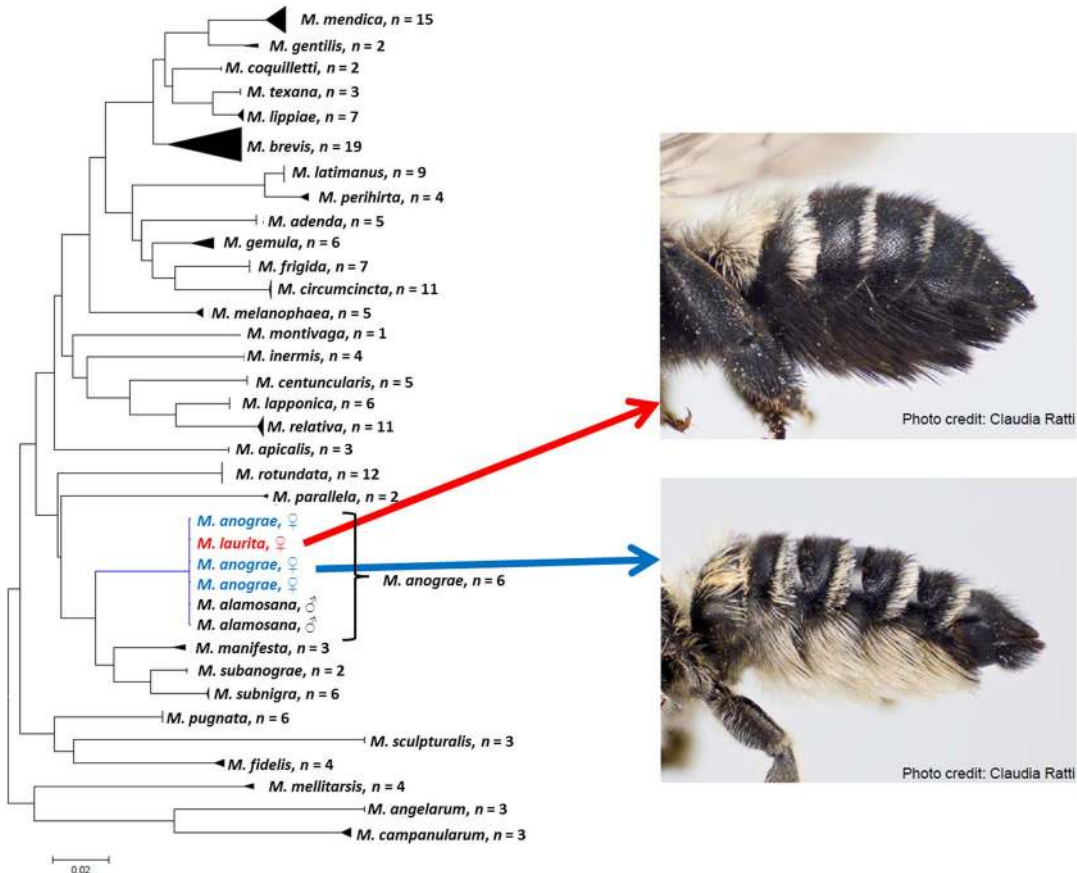 M. mendica, n = 15
M. gentilis, n = 2
M. coquilletti, n = 2
M. texana, n = 3
M. lippiae, n = 7
M. brevis, n = 19
M. latimanus, n = 9
M. perihirta, n = 4
M. adenda, n = 5
M. gemula, n = 6
M. frigida, n = 7
M. circumcincta, n = 11
M. melanophaea, n = 5
M. montivaga, n = 1
M. inermis, n = 4
M. centuncularis, n = 5
M. lapponica, n = 6
M. relativa, n = 11
M. apicalis, n = 3
M. rotundata, n = 12
M. parallela, n = 2
M. anograe, ♀
M. laurita, ♀
M. anograe, ♀
M. anograe, ♀
M. alamosana, ♂
M. alamosana, ♂
M. anograe, n = 6
M. manifesta, n = 3
M. subanograe, n = 2
M. subnigra, n = 6
M. pugnata, n = 6
M. sculpturalis, n = 3
M. fidelis, n = 4
M. mellitarsis, n = 4
M. angelarum, n = 3
M. campanularum, n = 3
0.02
Photo credit: Claudia Ratti
Photo credit: Claudia Ratti